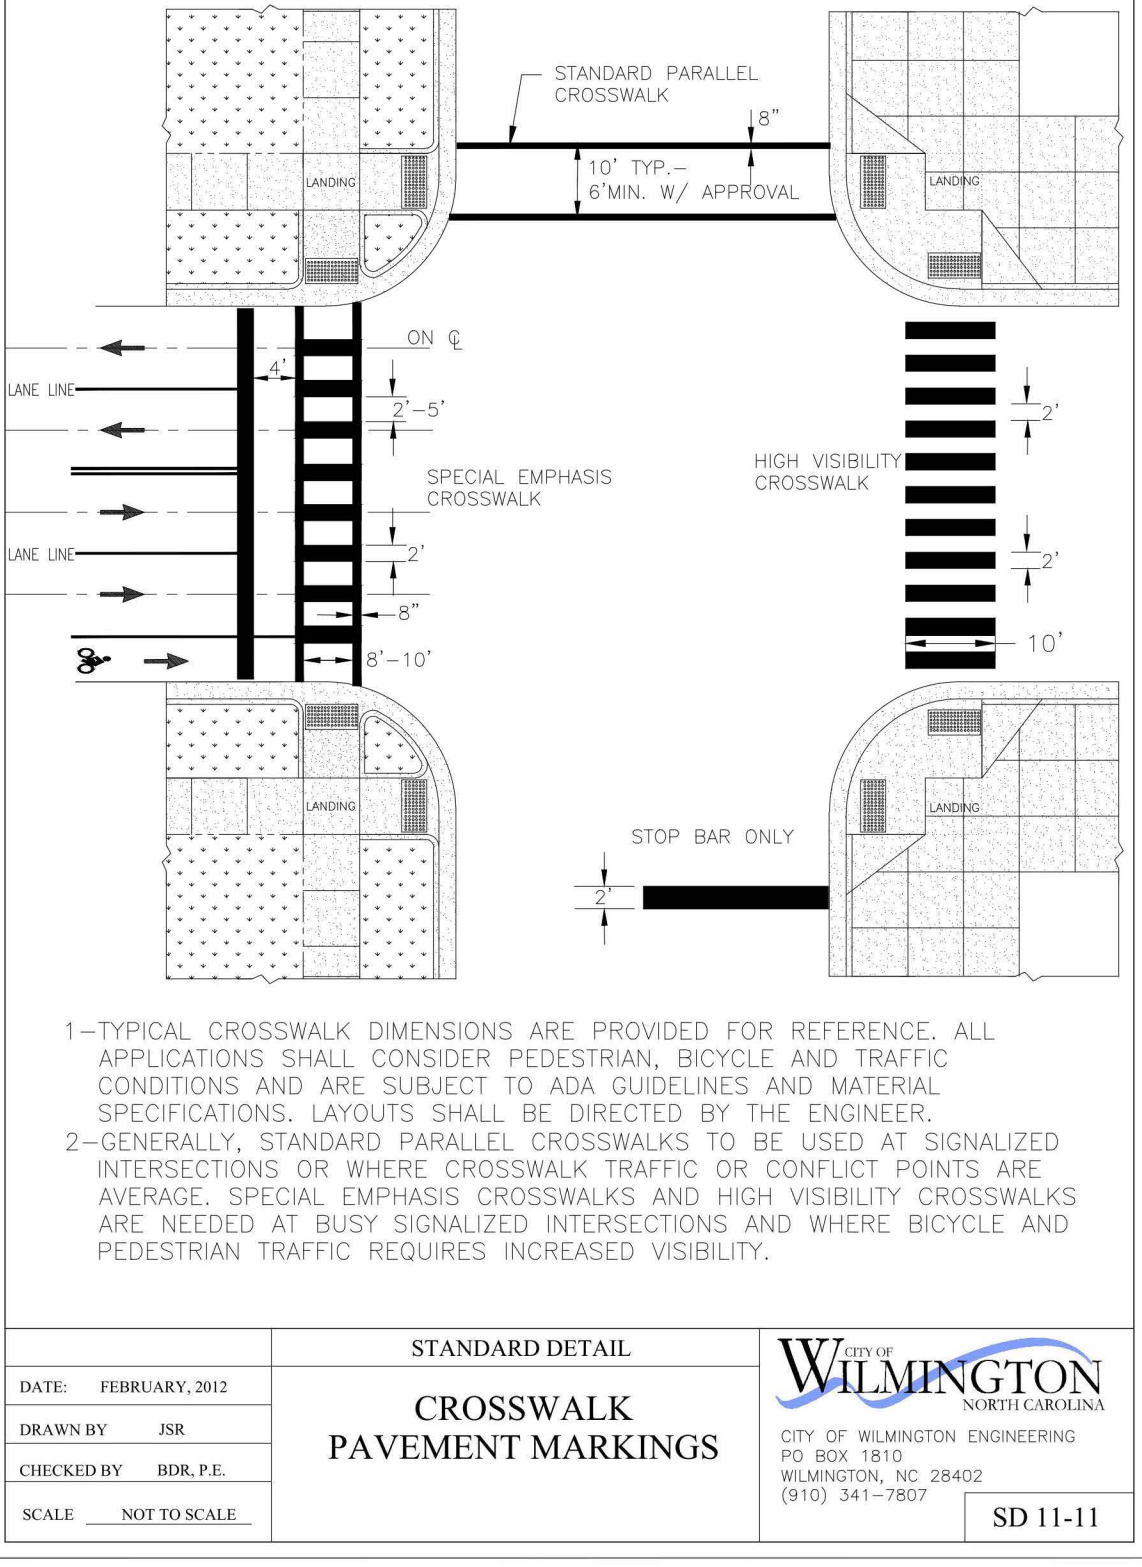 STANDARD PARALLEL
CROSSWALK
8”
10' TYP.–
6'MIN. W/ APPROVAL
LANDING
LANDING
ON ℄
4'
LANE LINE
2'–5'
2'
HIGH VISIBILITY
CROSSWALK
SPECIAL EMPHASIS
CROSSWALK
LANE LINE
2'
2'
8”
8'–10'
10'
LANDING
LANDING
STOP BAR ONLY
2'
1–TYPICAL CROSSWALK DIMENSIONS ARE PROVIDED FOR REFERENCE. ALL
APPLICATIONS SHALL CONSIDER PEDESTRIAN, BICYCLE AND TRAFFIC
CONDITIONS AND ARE SUBJECT TO ADA GUIDELINES AND MATERIAL
SPECIFICATIONS. LAYOUTS SHALL BE DIRECTED BY THE ENGINEER.
2–GENERALLY, STANDARD PARALLEL CROSSWALKS TO BE USED AT SIGNALIZED
INTERSECTIONS OR WHERE CROSSWALK TRAFFIC OR CONFLICT POINTS ARE
AVERAGE. SPECIAL EMPHASIS CROSSWALKS AND HIGH VISIBILITY CROSSWALKS
ARE NEEDED AT BUSY SIGNALIZED INTERSECTIONS AND WHERE BICYCLE AND
PEDESTRIAN TRAFFIC REQUIRES INCREASED VISIBILITY.
DATE: FEBRUARY, 2012
DRAWN BY JSR
CHECKED BY BDR, P.E.
SCALE NOT TO SCALE
STANDARD DETAIL
CROSSWALK
PAVEMENT MARKINGS
CITY OF
WILMINGTON
NORTH CAROLINA
CITY OF WILMINGTON ENGINEERING
PO BOX 1810
WILMINGTON, NC 28402
(910) 341–7807
SD 11-11